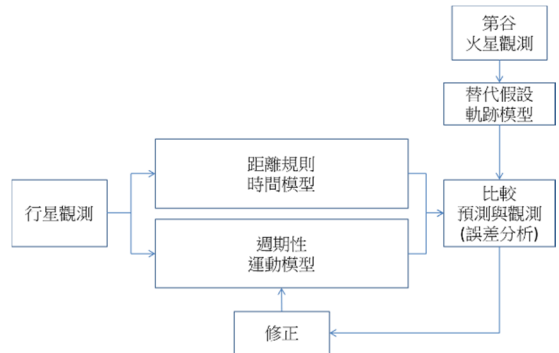 第谷
火星觀測
替代假設
軌跡模型
距離規則
時間模型
行星觀測
比較
預測與觀測
(誤差分析)
週期性
運動模型
修正